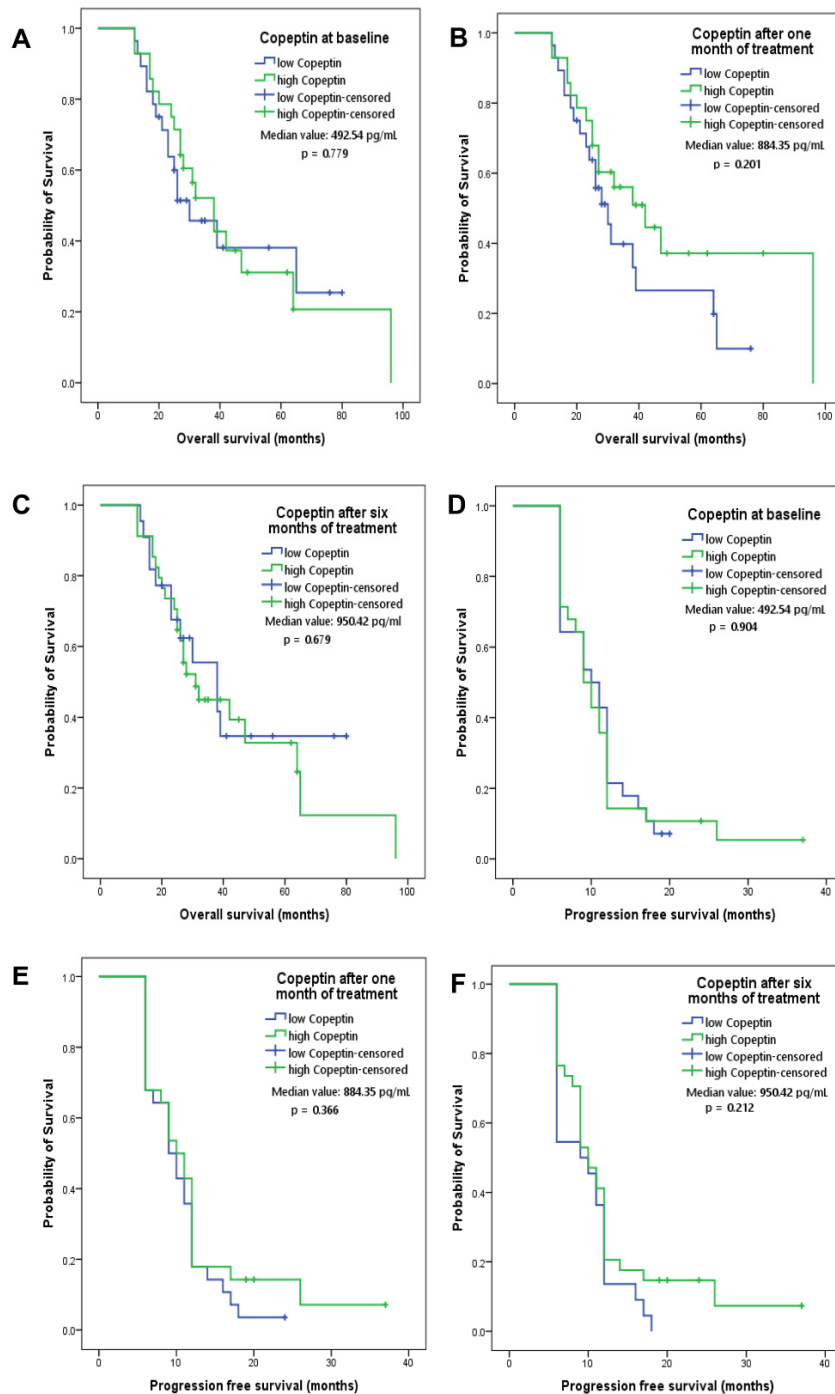 A
Copeptin at baseline
low Copeptin
high Copeptin
low Copeptin-censored
high Copeptin-censored
Median value: 492.54 pg/mL
p = 0.779
Probability of Survival
1.0
0.8
0.6
0.4
0.2
0.0
0 20 40 60 80 100
Overall survival (months)
B
Copeptin after one
month of treatment
low Copeptin
high Copeptin
low Copeptin-censored
high Copeptin-censored
Median value: 884.35 pg/mL
p = 0.201
Probability of Survival
1.0
0.8
0.6
0.4
0.2
0.0
0 20 40 60 80 100
Overall survival (months)
C
Copeptin after six
months of treatment
low Copeptin
high Copeptin
low Copeptin-censored
high Copeptin-censored
Median value: 950.42 pg/ml
p = 0.679
Probability of Survival
1.0
0.8
0.6
0.4
0.2
0.0
0 20 40 60 80 100
Overall survival (months)
D
Copeptin at baseline
low Copeptin
high Copeptin
low Copeptin-censored
high Copeptin-censored
Median value: 492.54 pg/mL
p = 0.904
Probability of Survival
1.0
0.8
0.6
0.4
0.2
0.0
0 10 20 30 40
Progression free survival (months)
E
Copeptin after one
month of treatment
low Copeptin
high Copeptin
low Copeptin-censored
high Copeptin-censored
Median value: 884.35 pg/mL
p = 0.366
Probability of Survival
1.0
0.8
0.6
0.4
0.2
0.0
0 10 20 30 40
Progression free survival (months)
F
Copeptin after six
months of treatment
low Copeptin
high Copeptin
low Copeptin-censored
high Copeptin-censored
Median value: 950.42 pg/mL
p = 0.212
Probability of Survival
1.0
0.8
0.6
0.4
0.2
0.0
0 10 20 30 40
Progression free survival (months)